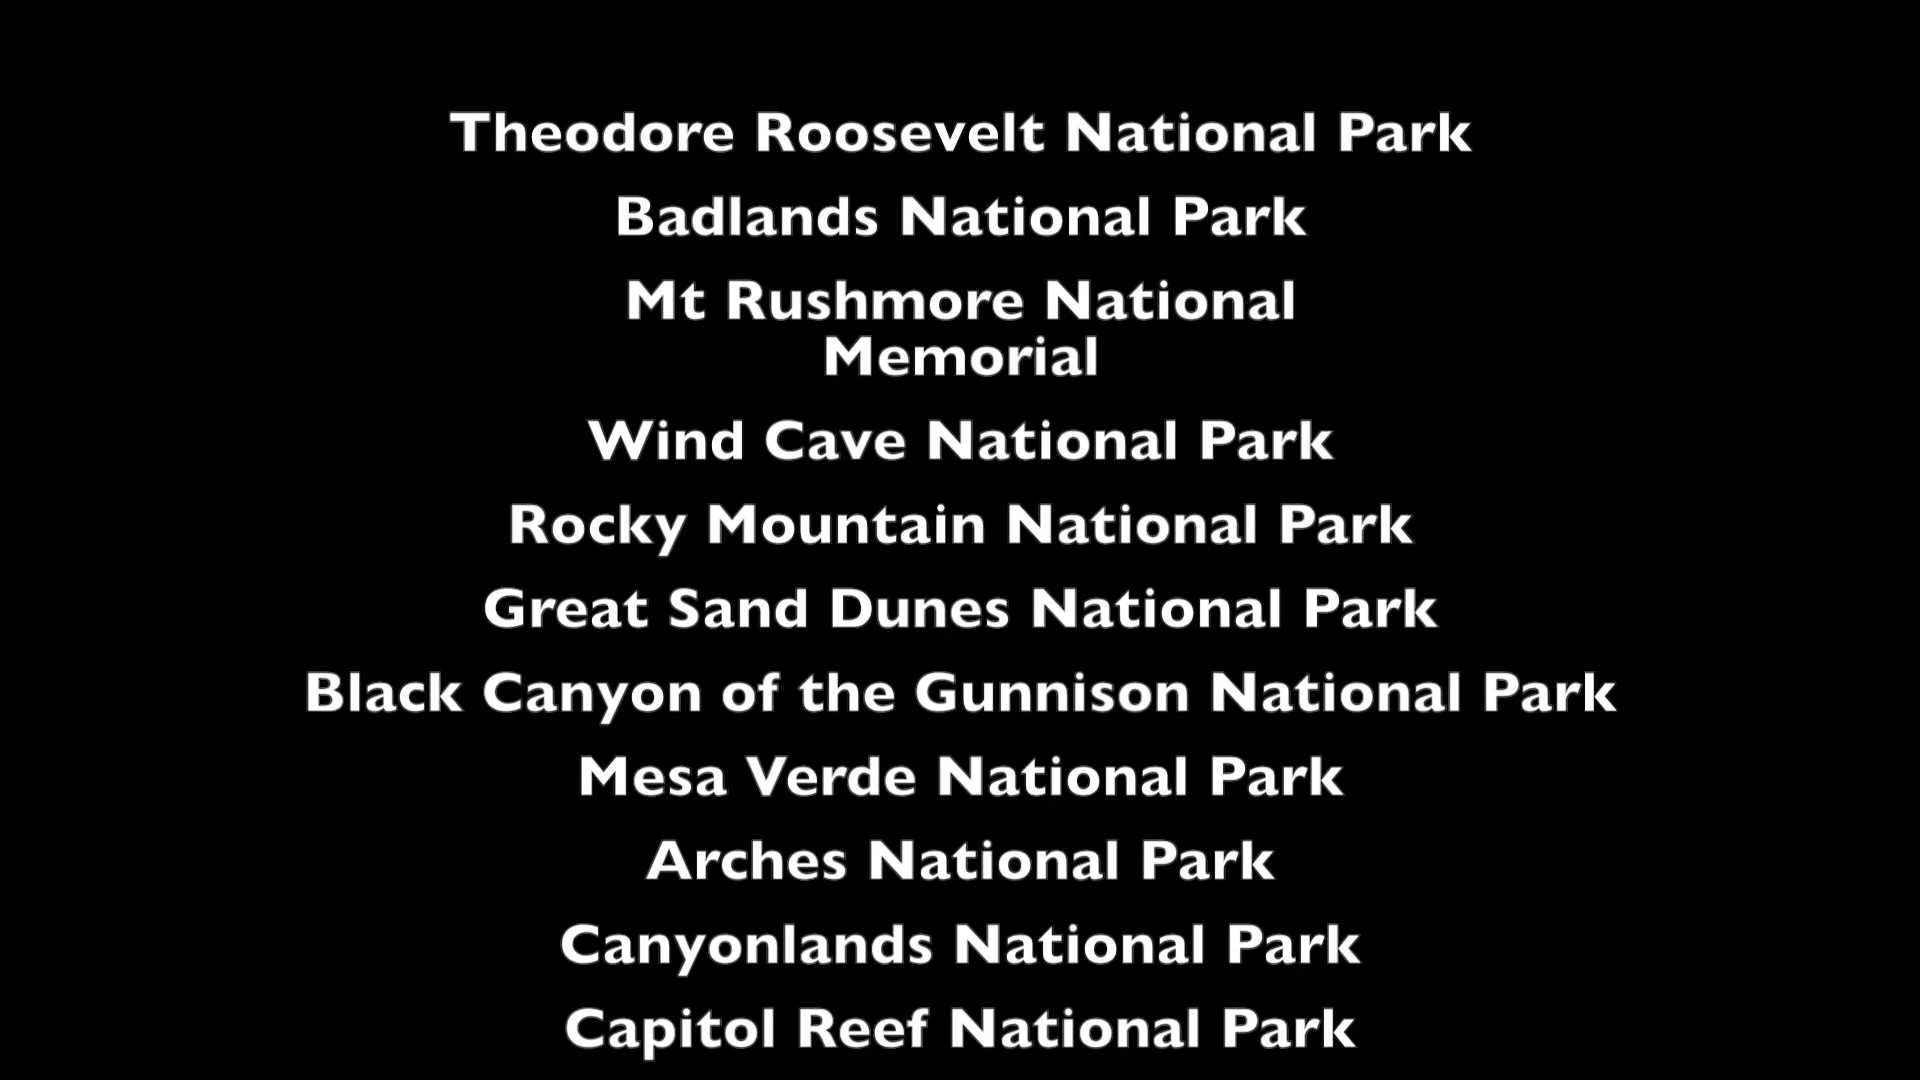 Theodore Roosevelt National Park
Badlands National Park
Mt Rushmore National
Memorial
Wind Cave National Park
Rocky Mountain National Park
Great Sand Dunes National Park
Black Canyon of the Gunnison National Park
Mesa Verde National Park
Arches National Park
Canyonlands National Park
Capitol Reef National Park